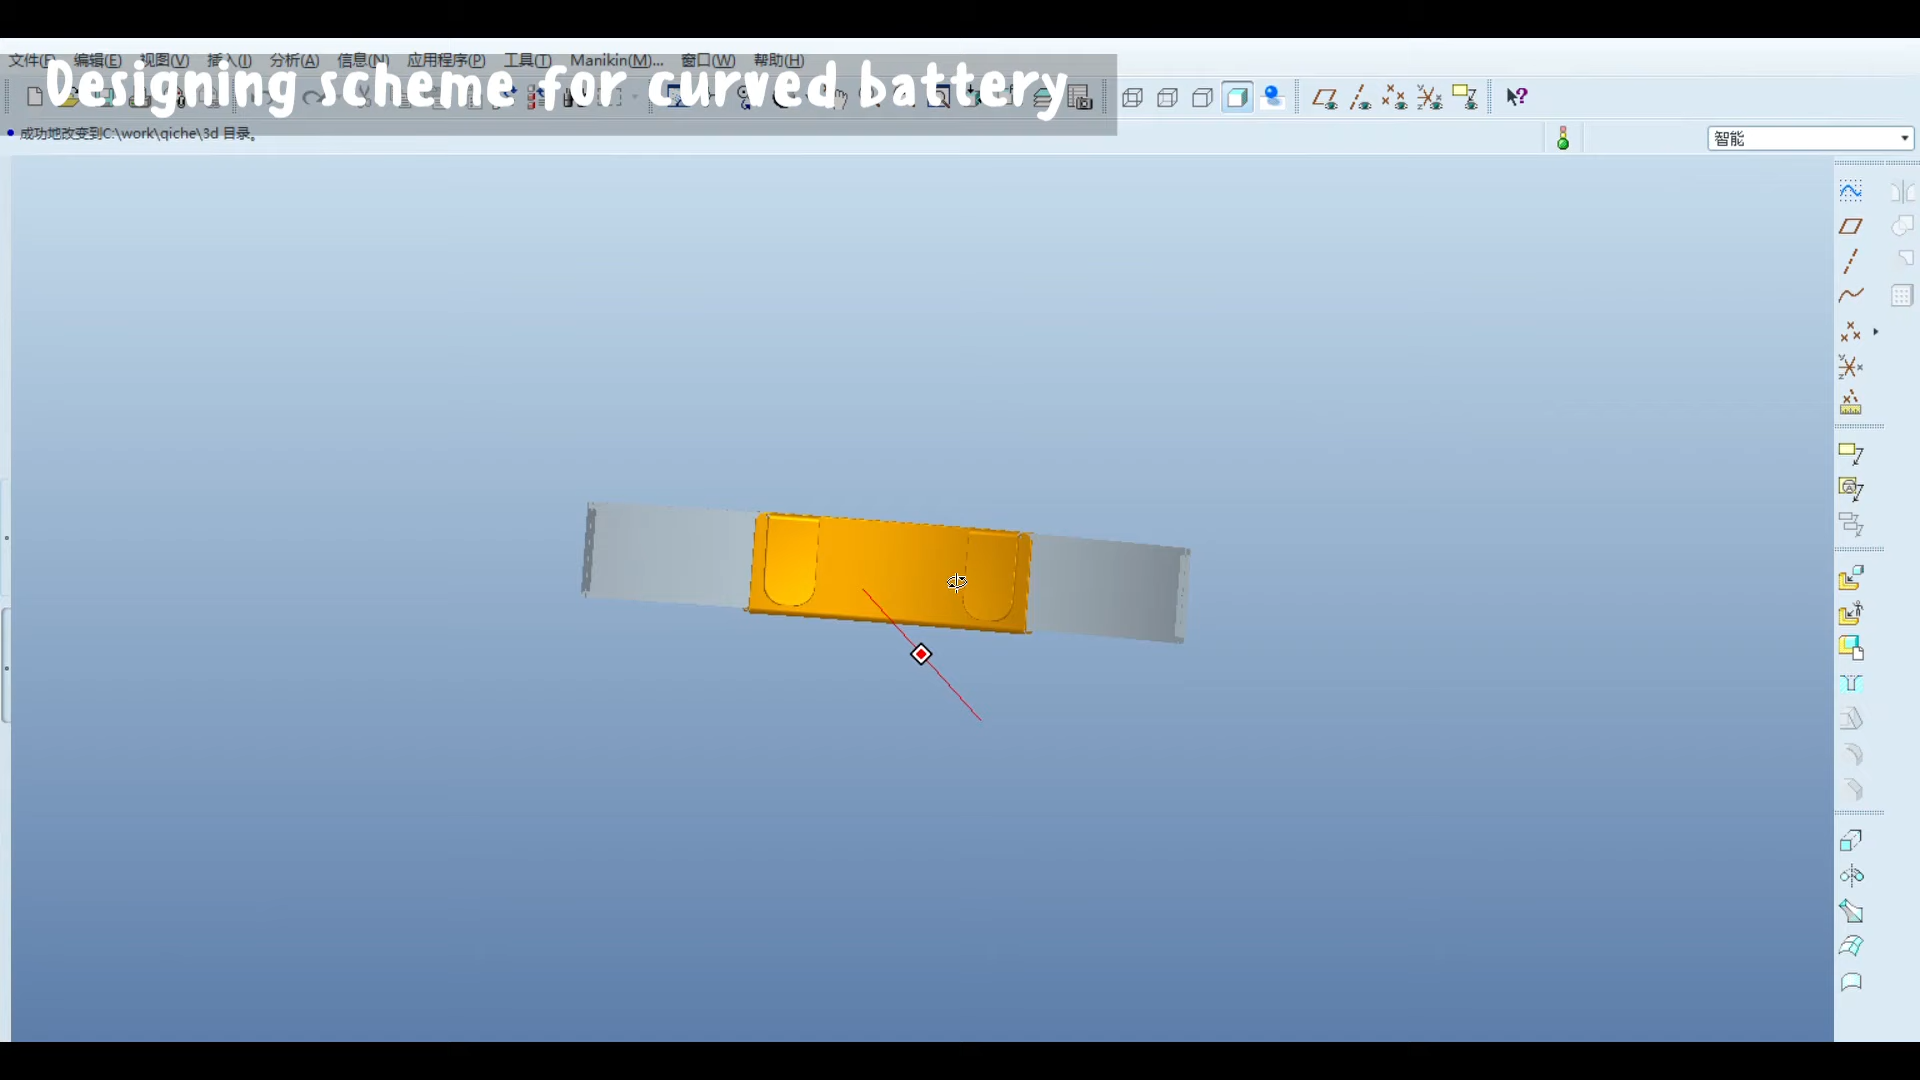 文件(F) 编辑(E) 视图(V) 插入(I) 分析(A) 信息(N) 应用程序(P) 工具(T) Manikin(M)... 窗口(W) 帮助(H)
Designing scheme for curved battery
成功地改变到C:\work\qiche\3d 目录。
智能